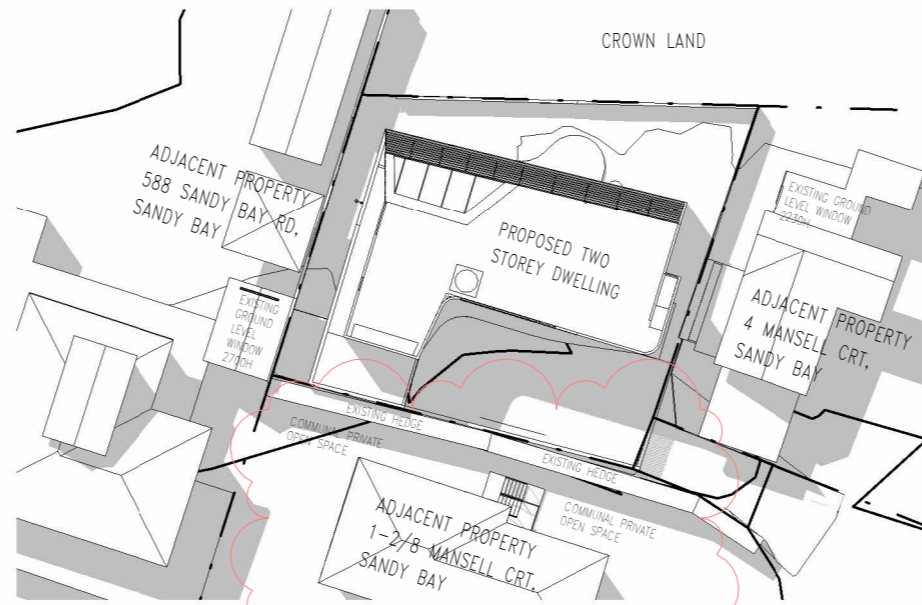 CROWN LAND
ADJACENT PROPERTY
588 SANDY BAY RD,
SANDY BAY
EXISTING GROUND
LEVEL WINDOW
2230H
PROPOSED TWO
STOREY DWELLING
EXISTING
GROUND
LEVEL
WINDOW
2700H
ADJACENT PROPERTY
4 MANSELL CRT,
SANDY BAY
EXISTING HEDGE
COMMUNAL PRIVATE
OPEN SPACE
EXISTING HEDGE
COMMUNAL PRIVATE
OPEN SPACE
ADJACENT PROPERTY
1-2/8 MANSELL CRT,
SANDY BAY